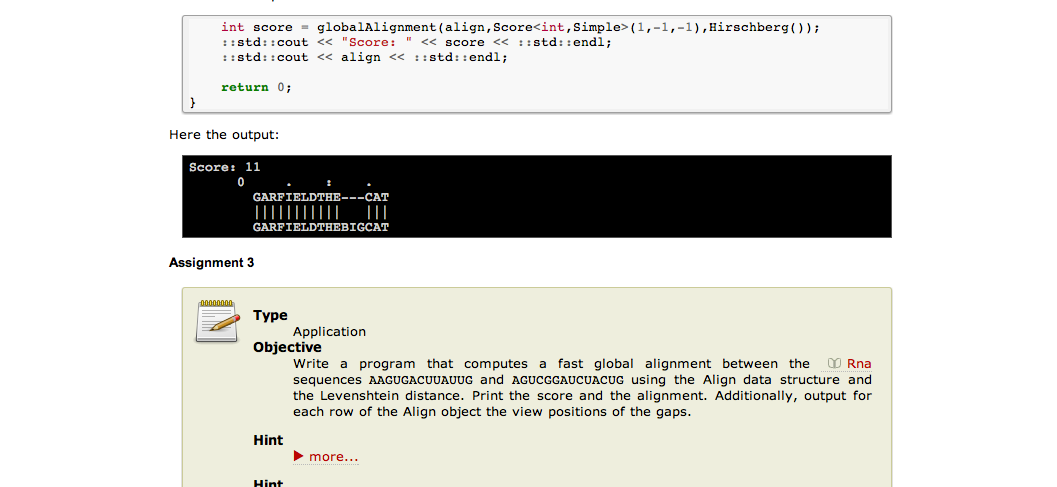 int score = globalAlignment(align,Score<int,Simple>(1,-1,-1),Hirschberg());
::std::cout << "Score: " << score << ::std::endl;
::std::cout << align << ::std::endl;
return 0;
}
Here the output:
Score: 11
0 . : .
GARFIELDTHE---CAT
||||||||||| |||
GARFIELDTHEBIGCAT
Assignment 3
Type
Application
Objective
Write a program that computes a fast global alignment between the Rna
sequences AAGUGACUUAUUG and AGUCGGAUCUACUG using the Align data structure and
the Levenshtein distance. Print the score and the alignment. Additionally, output for
each row of the Align object the view positions of the gaps.
Hint
more...
Hint